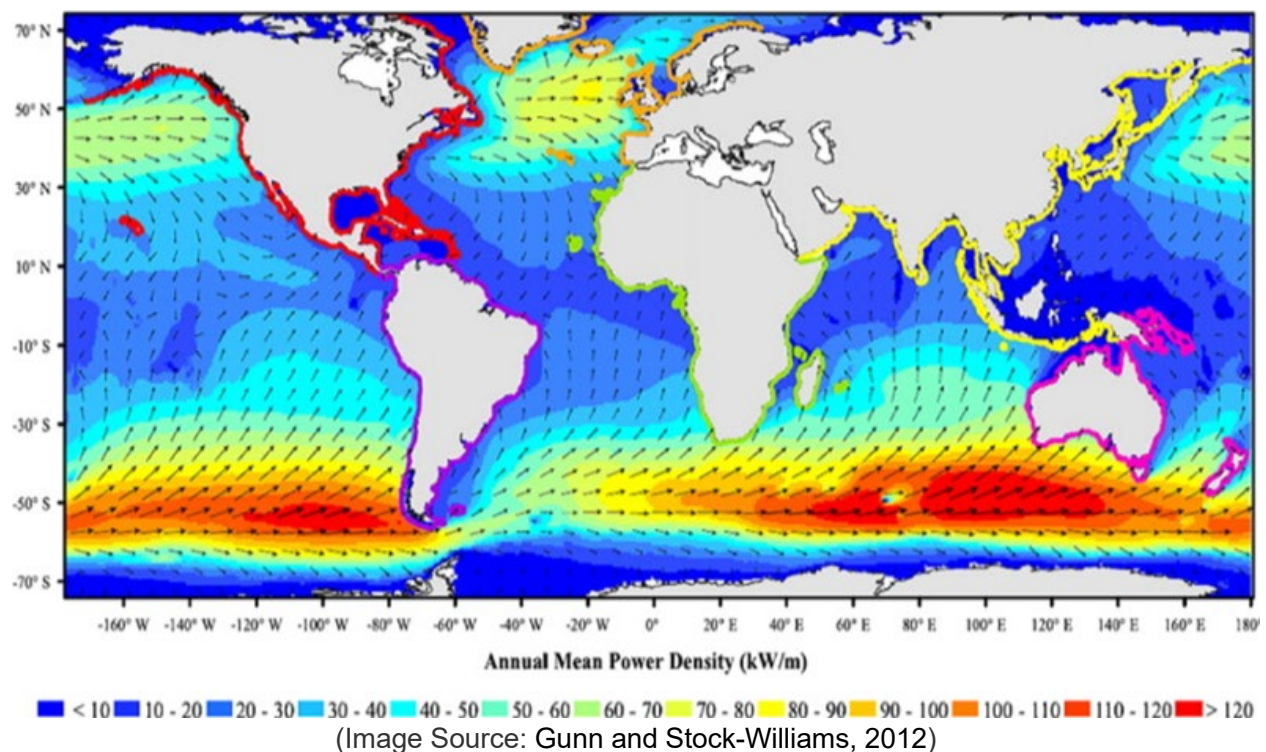 70° N
50° N
30° N
10° N
-10° S
-30° S
-50° S
-70° S
-160° W -140° W -120° W -100° W -80° W -60° W -40° W -20° W 0° 20° E 40° E 60° E 80° E 100° E 120° E 140° E 160° E 180°
Annual Mean Power Density (kW/m)
< 10 10 - 20 20 - 30 30 - 40 40 - 50 50 - 60 60 - 70 70 - 80 80 - 90 90 - 100 100 - 110 110 - 120 > 120
(Image Source: Gunn and Stock-Williams, 2012)